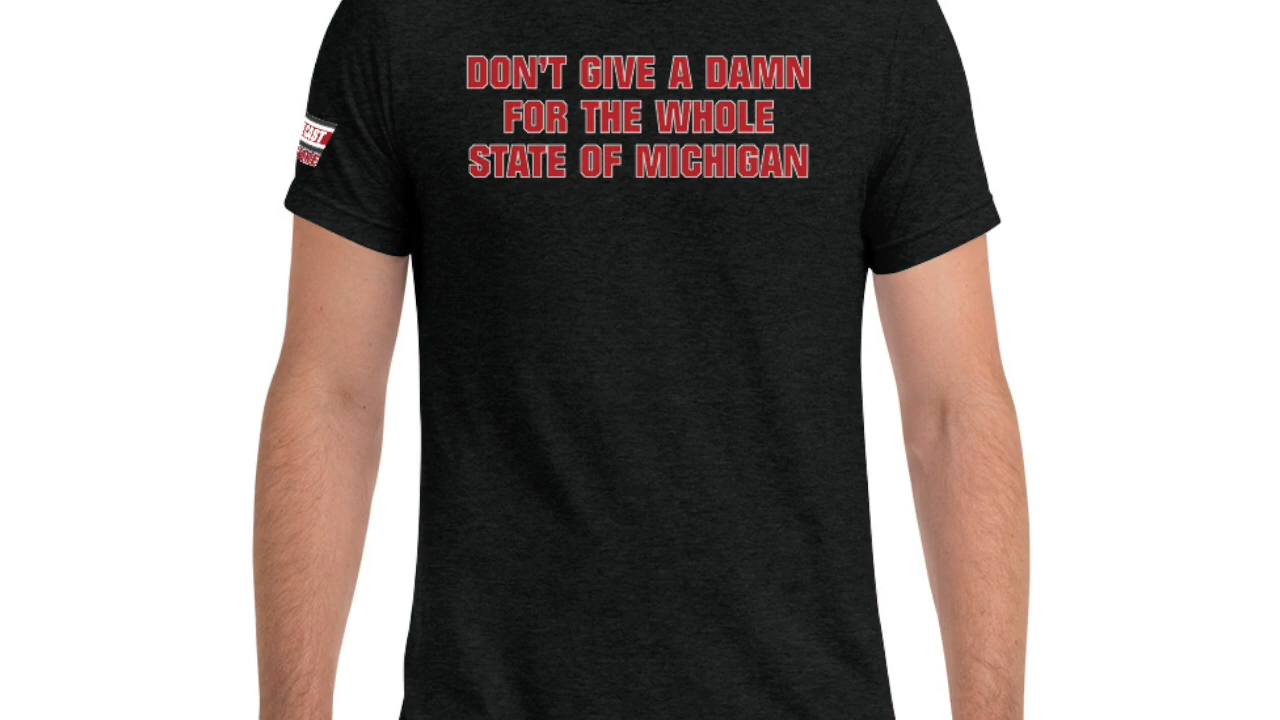 DON'T GIVE A DAMN
FOR THE WHOLE
STATE OF MICHIGAN